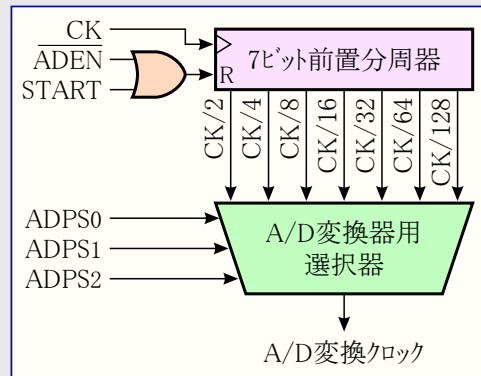 CK
ADEN
START
R
7ビット前置分周器
CK/2
CK/4
CK/8
CK/16
CK/32
CK/64
CK/128
ADPS0
ADPS1
ADPS2
A/D変換器用
選択器
A/D変換クロック